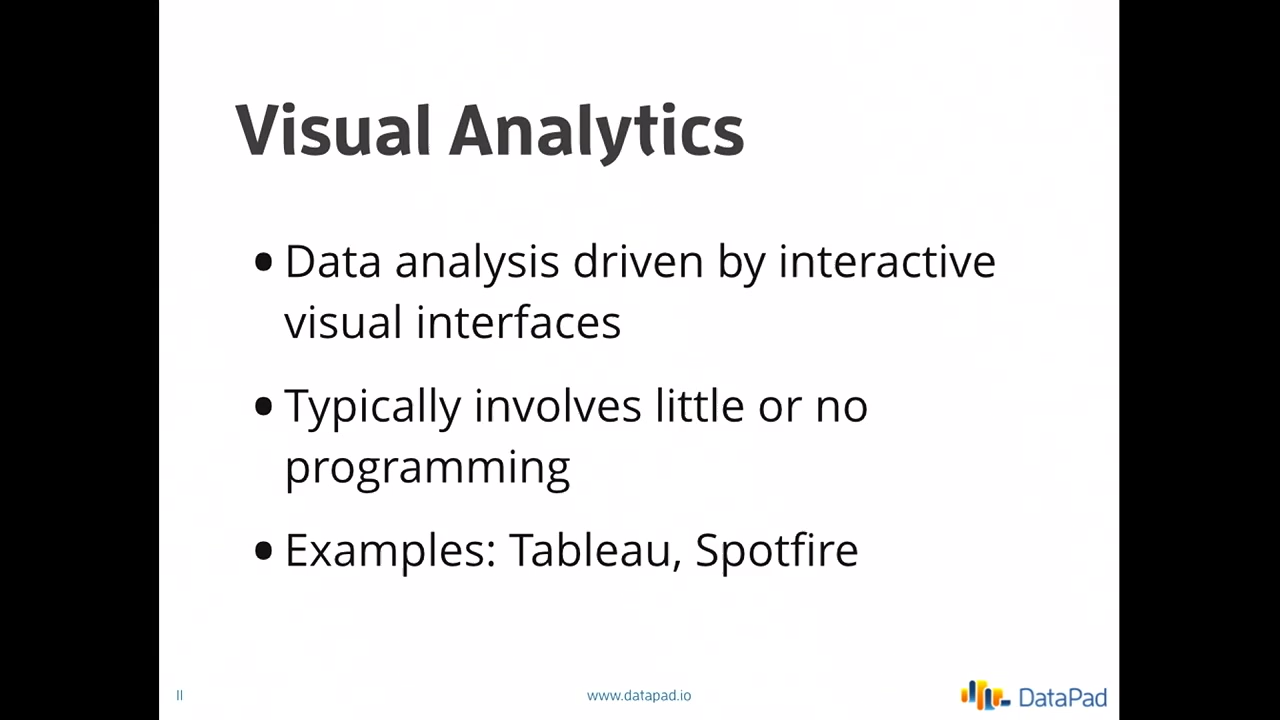 Visual Analytics
• Data analysis driven by interactive
visual interfaces
• Typically involves little or no
programming
• Examples: Tableau, Spotfire
11
www.datapad.io
DataPad